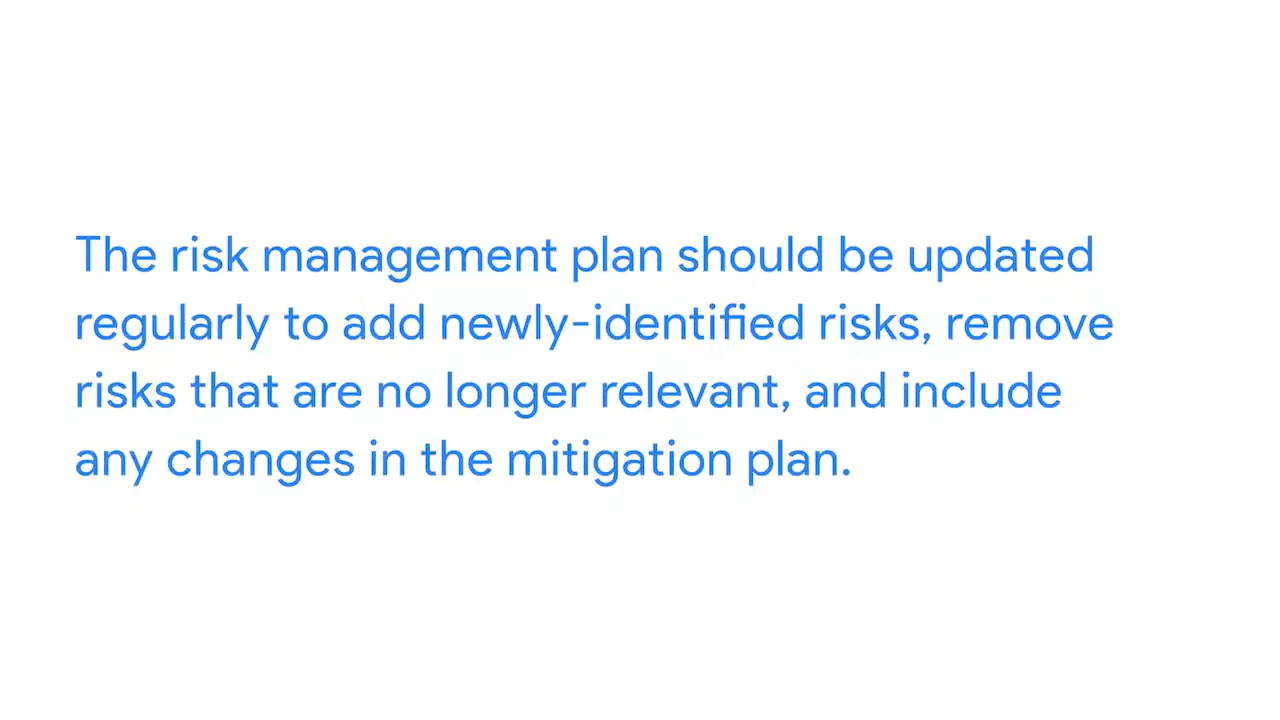 The risk management plan should be updated
regularly to add newly-identified risks, remove
risks that are no longer relevant, and include
any changes in the mitigation plan.